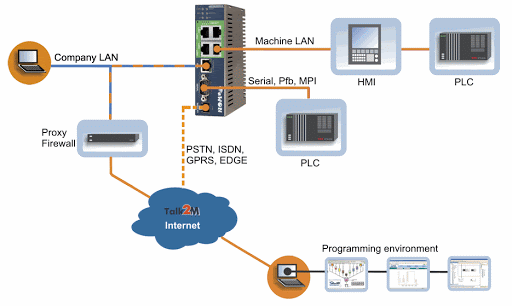 Company LAN
Machine LAN
HMI
PLC
Serial, Pfb, MPI
PLC
Proxy
Firewall
PSTN, ISDN,
GPRS, EDGE
Talk2M
Internet
Programming environment